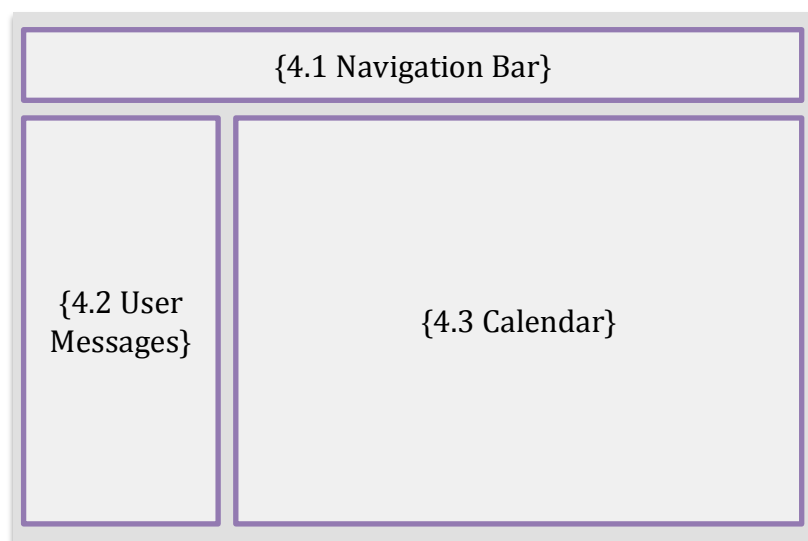 {4.1 Navigation Bar}
{4.2 User
Messages}
{4.3 Calendar}